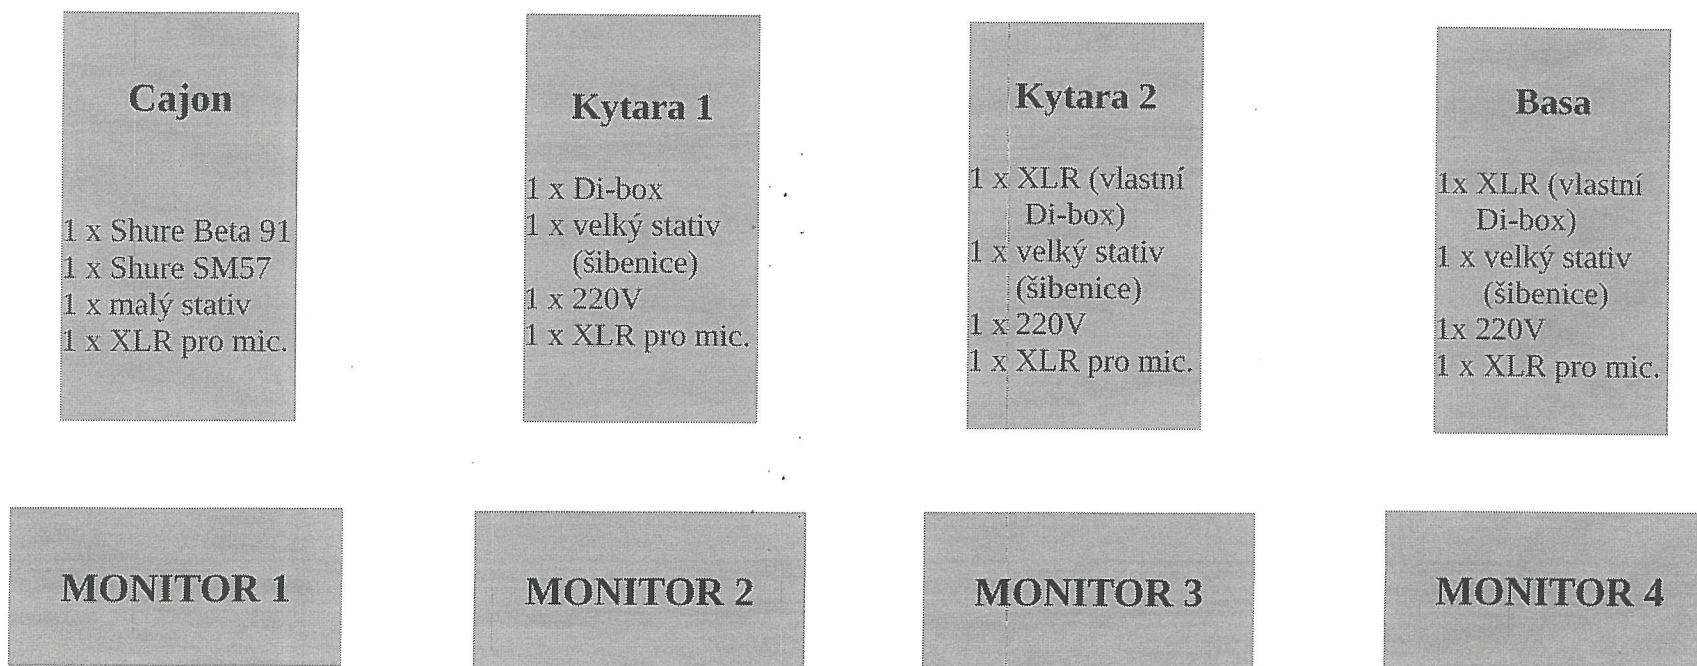 Cajon
1 x Shure Beta 91
1 x Shure SM57
1 x malý stativ
1 x XLR pro mic.
Kytara 1
1 x Di-box
1 x velký stativ
(šibenice)
1 x 220V
1 x XLR pro mic.
Kytara 2
1 x XLR (vlastní
Di-box)
1 x velký stativ
(šibenice)
1 x 220V
1 x XLR pro mic.
Basa
1x XLR (vlastní
Di-box)
1 x velký stativ
(šibenice)
1x 220V
1 x XLR pro mic.
MONITOR 1
MONITOR 2
MONITOR 3
MONITOR 4